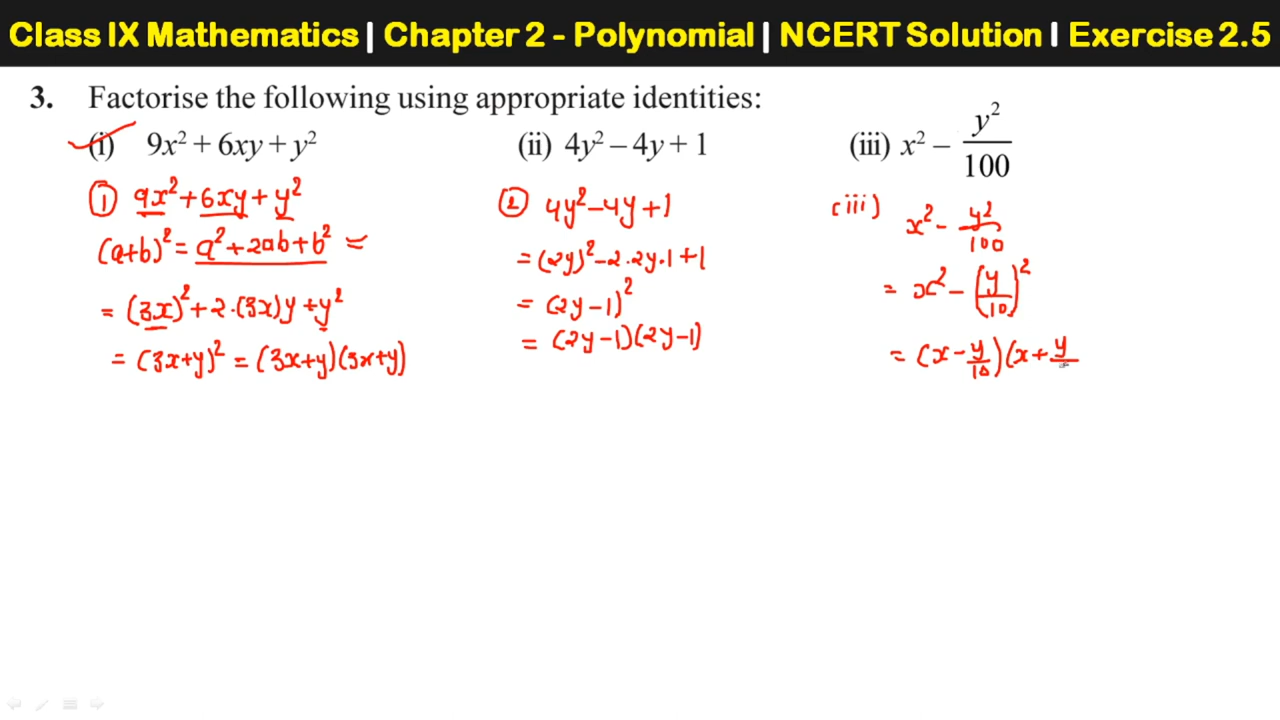 Class IX Mathematics | Chapter 2 - Polynomial | NCERT Solution | Exercise 2.5
3. Factorise the following using appropriate identities:
(i) 9x² + 6xy + y²
(ii) 4y² – 4y + 1
(iii) x² – y²/100
① 9x² + 6xy + y²
(a+b)² = a² + 2ab + b² =
= (3x)² + 2·(3x)y + y²
= (3x+y)² = (3x+y)(3x+y)
② 4y² - 4y + 1
= (2y)² - 2·2y·1 + 1
= (2y - 1)²
= (2y - 1)(2y - 1)
(iii) x² - y²/100
= x² - (y/10)²
= (x - y/10)(x + y/